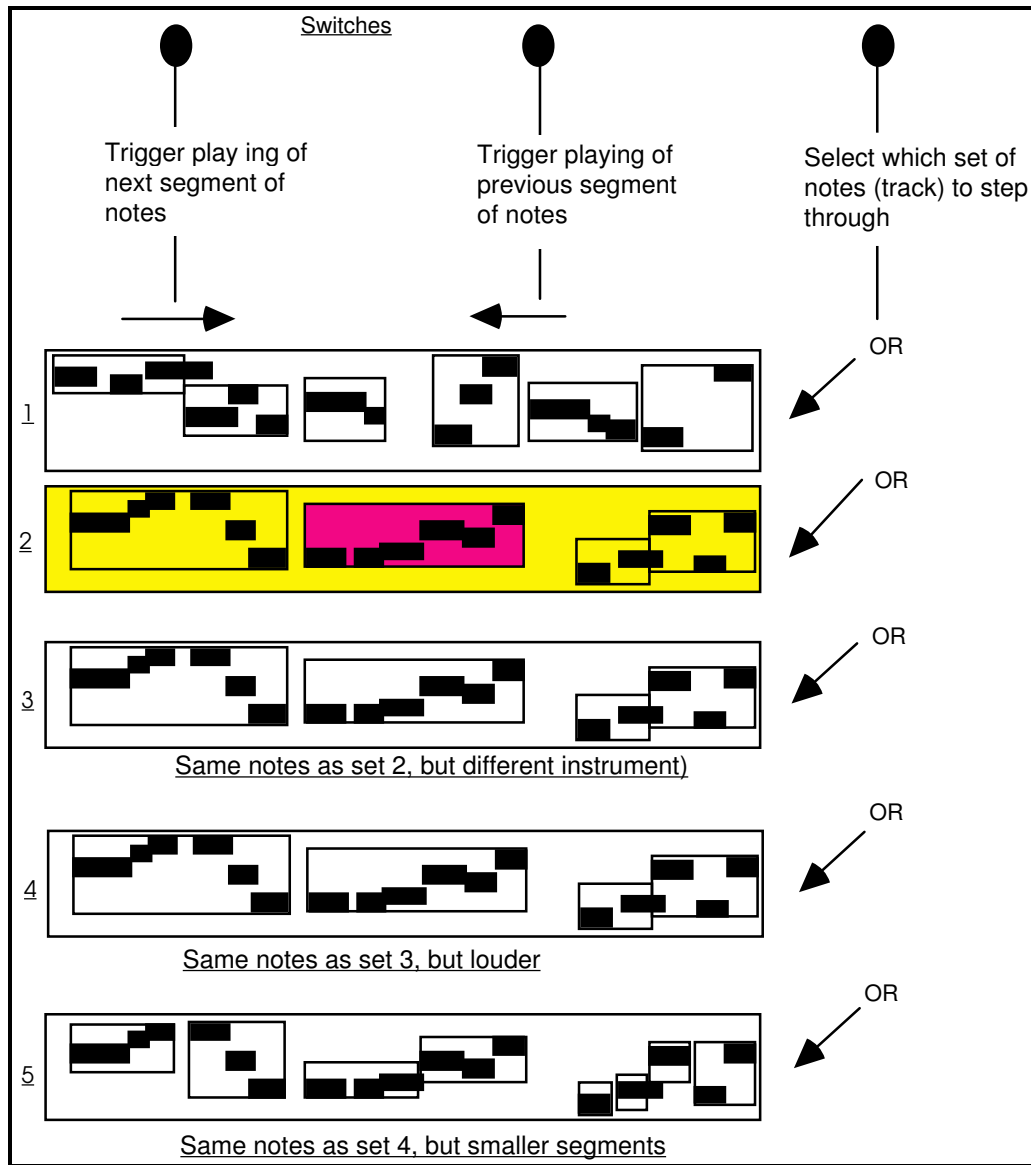 Switches
Trigger play ing of
next segment of
notes
Trigger playing of
previous segment
of notes
Select which set of
notes (track) to step
through
OR
1
OR
2
OR
3
Same notes as set 2, but different instrument)
OR
4
Same notes as set 3, but louder
OR
5
Same notes as set 4, but smaller segments